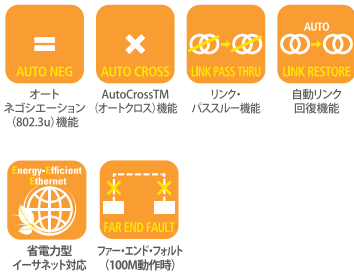 AUTO NEG
オート
ネゴシエーション
（802.3u）機能
AUTO CROSS
AutoCrossTM
（オートクロス）機能
LINK PASS THRU
リンク・
パススルー機能
AUTO
LINK RESTORE
自動リンク
回復機能
Energy-Efficient
Ethernet
省電力型
イーサネット対応
FAR END FAULT
ファー・エンド・フォルト
（100M動作時）